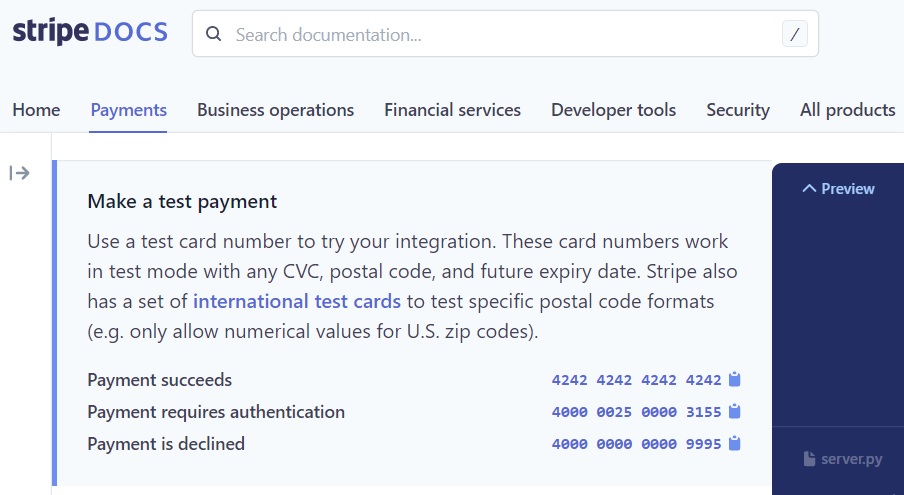 stripe DOCS
Search documentation... /
Home Payments Business operations Financial services Developer tools Security All products
Preview
Make a test payment
Use a test card number to try your integration. These card numbers work
in test mode with any CVC, postal code, and future expiry date. Stripe also
has a set of international test cards to test specific postal code formats
(e.g. only allow numerical values for U.S. zip codes).
Payment succeeds 4242 4242 4242 4242
Payment requires authentication 4000 0025 0000 3155
Payment is declined 4000 0000 0000 9995
server.py